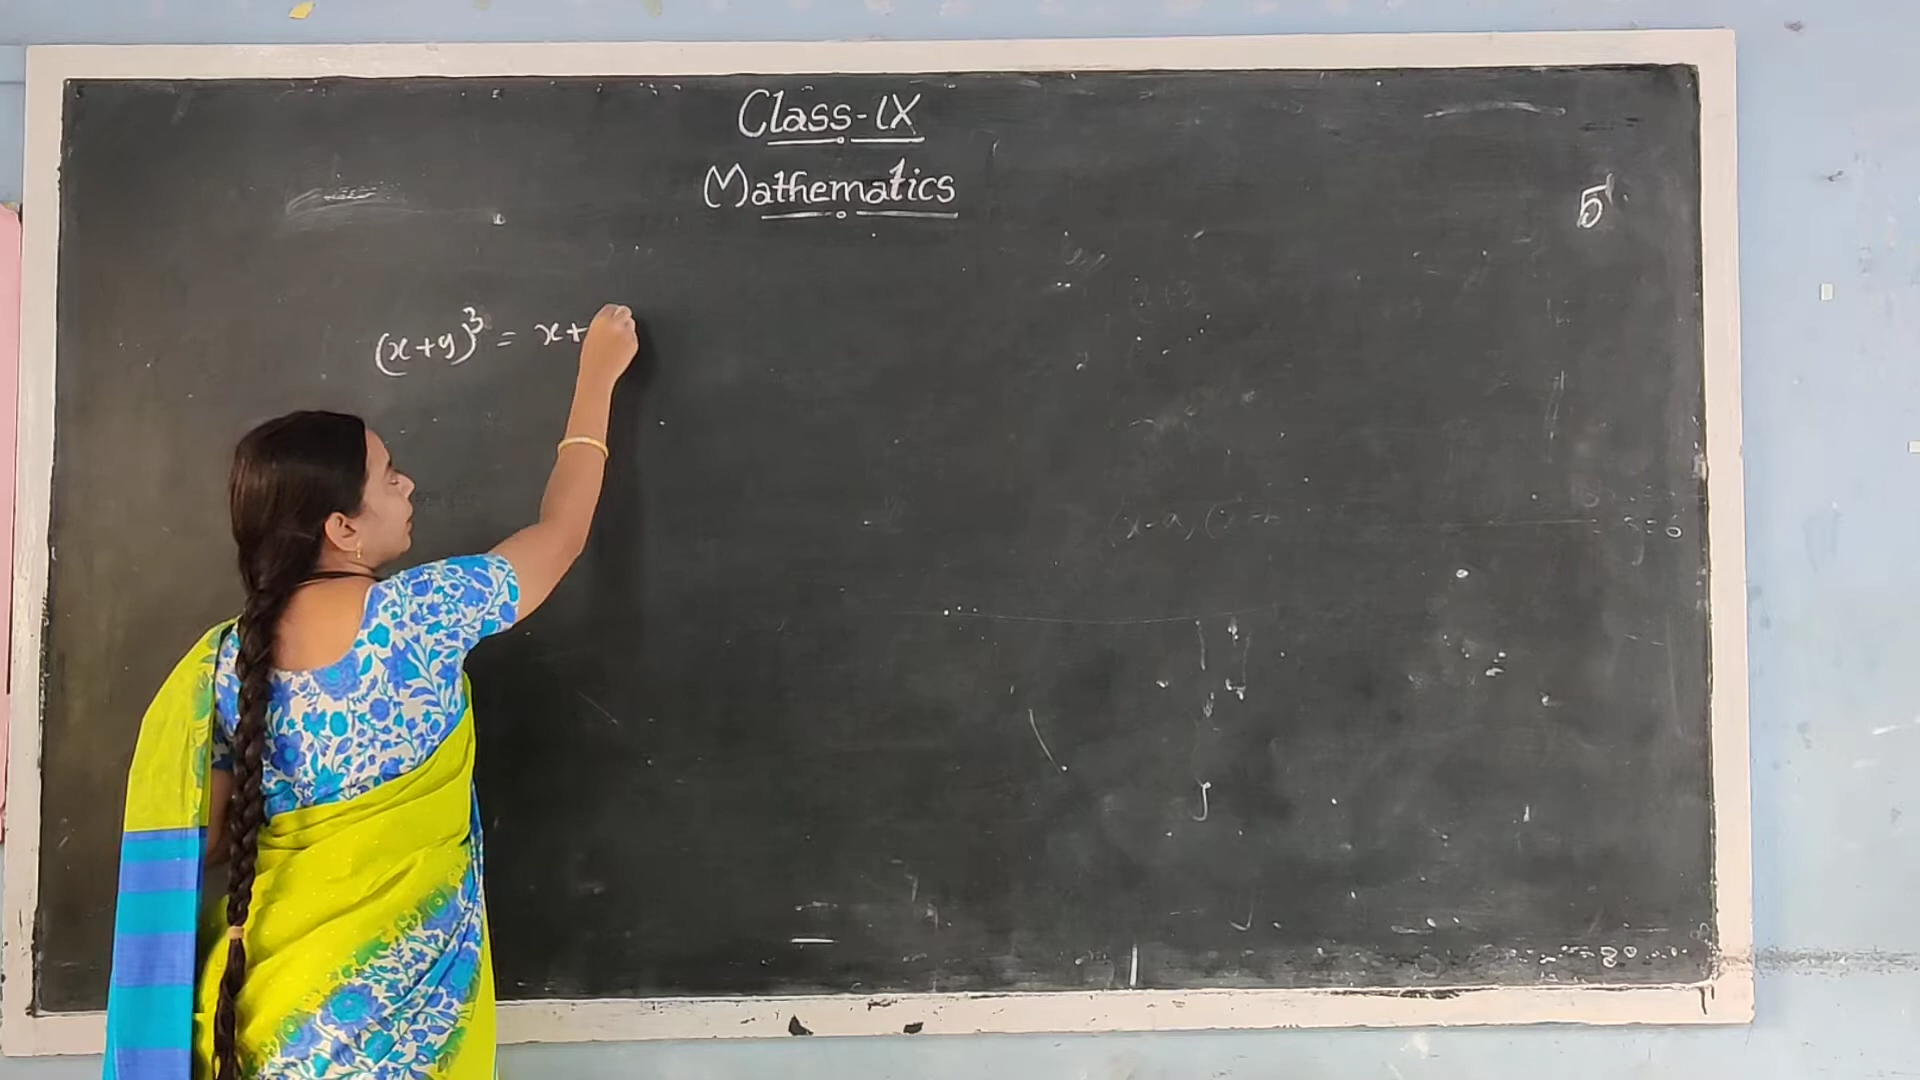 Class-IX
Mathematics
5
(x+y)³ = x+